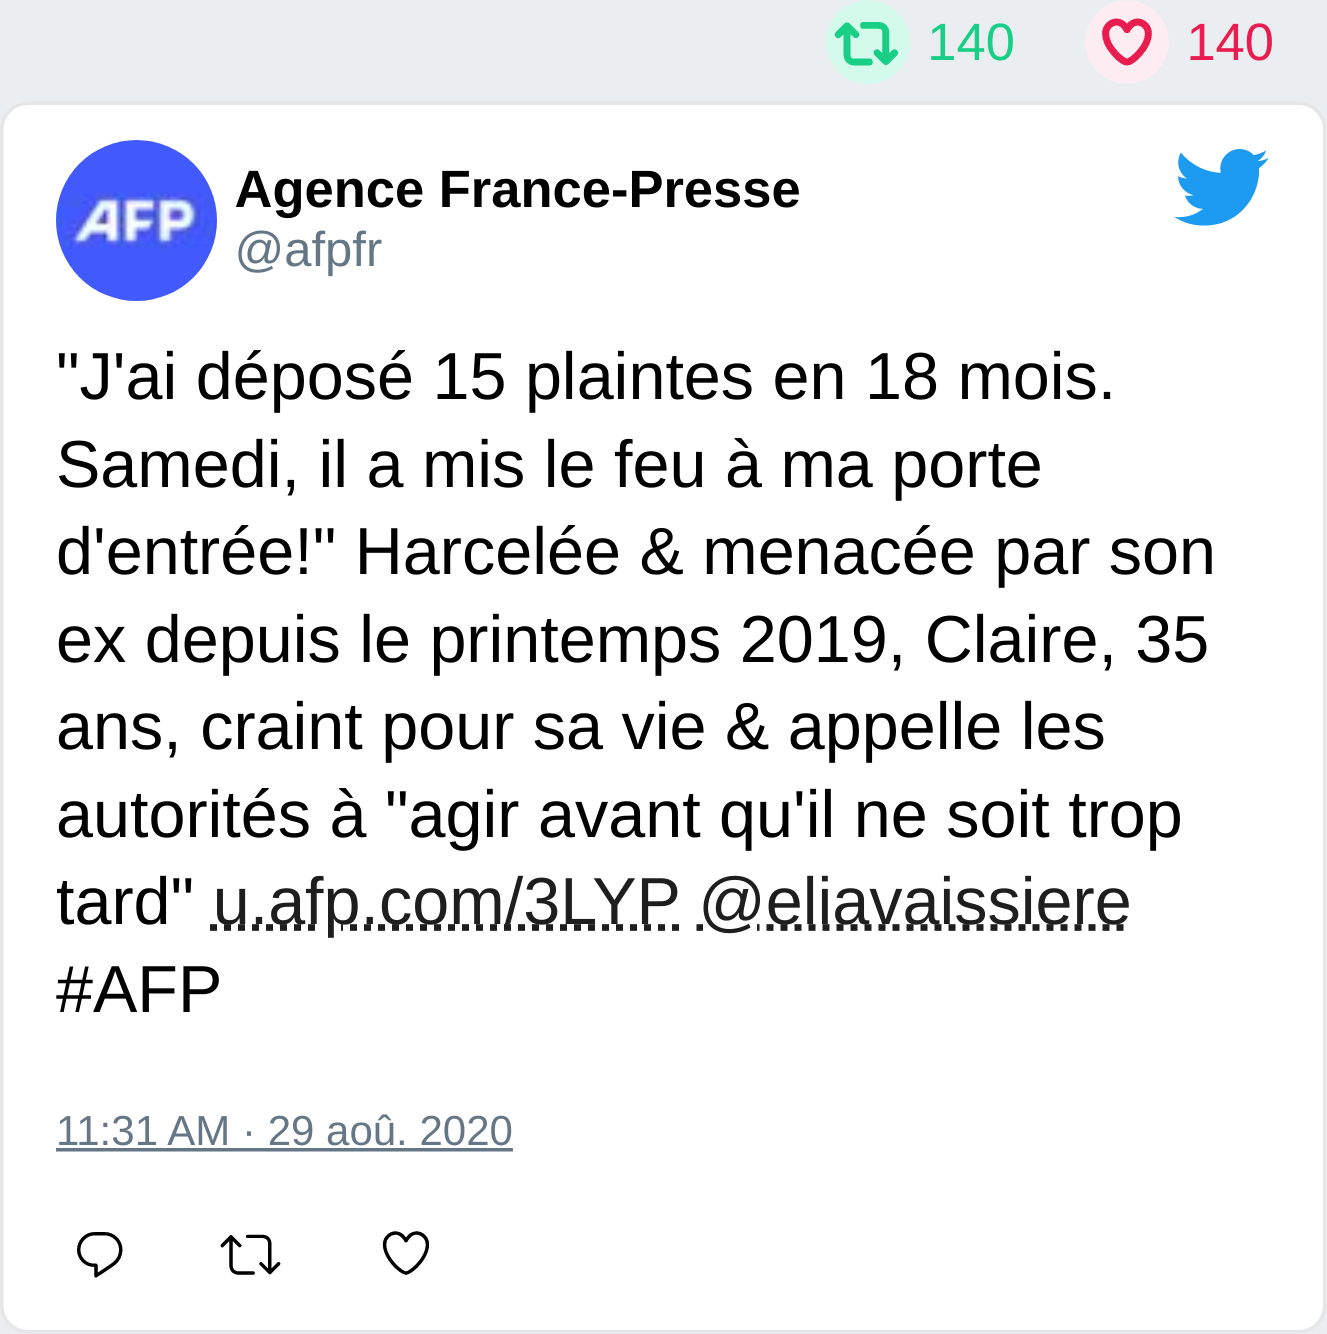 140 140
AFP
Agence France-Presse
@afpfr
"J'ai déposé 15 plaintes en 18 mois.
Samedi, il a mis le feu à ma porte
d'entrée!" Harcelée & menacée par son
ex depuis le printemps 2019, Claire, 35
ans, craint pour sa vie & appelle les
autorités à "agir avant qu'il ne soit trop
tard" u.afp.com/3LYP @eliavaissiere
#AFP
11:31 AM · 29 aoû. 2020